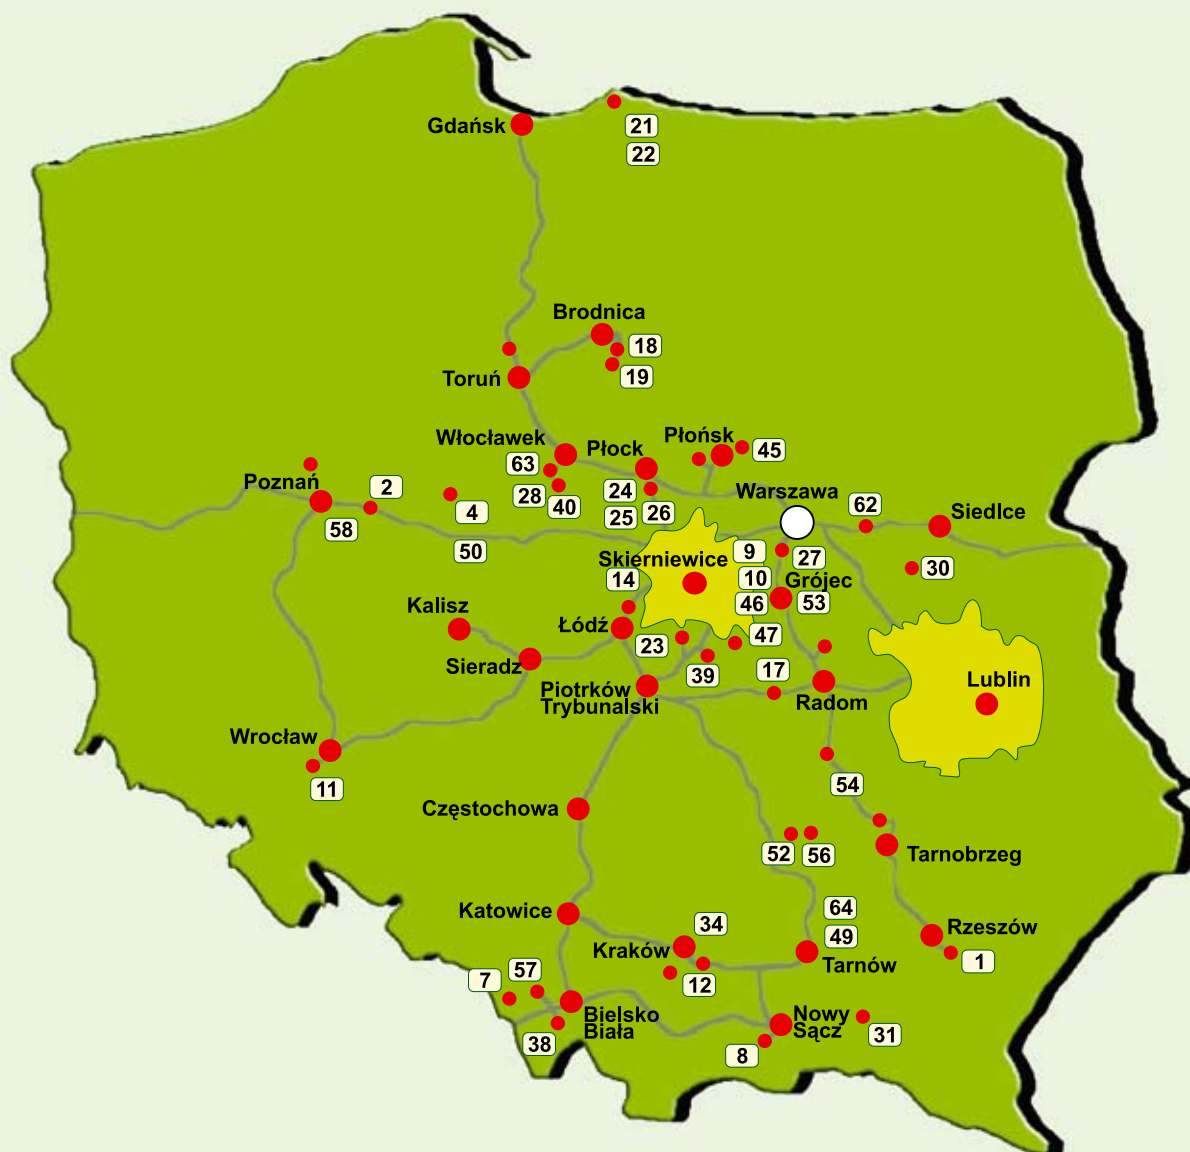 21
Gdańsk
22
Brodnica
18
19
Toruń
Włocławek
Płock
Płońsk
45
63
Poznań
2
28
40
24
25
26
Warszawa
62
4
58
50
Siedlce
Skierniewice
9
27
14
10
Grójec
30
46
53
Kalisz
Łódź
23
47
Sieradz
39
17
Piotrków
Trybunalski
Radom
Lublin
Wrocław
11
54
Częstochowa
52
56
Tarnobrzeg
Katowice
34
64
49
Kraków
Tarnów
Rzeszów
1
7
57
12
Bielsko
Biała
38
Nowy
Sącz
31
8